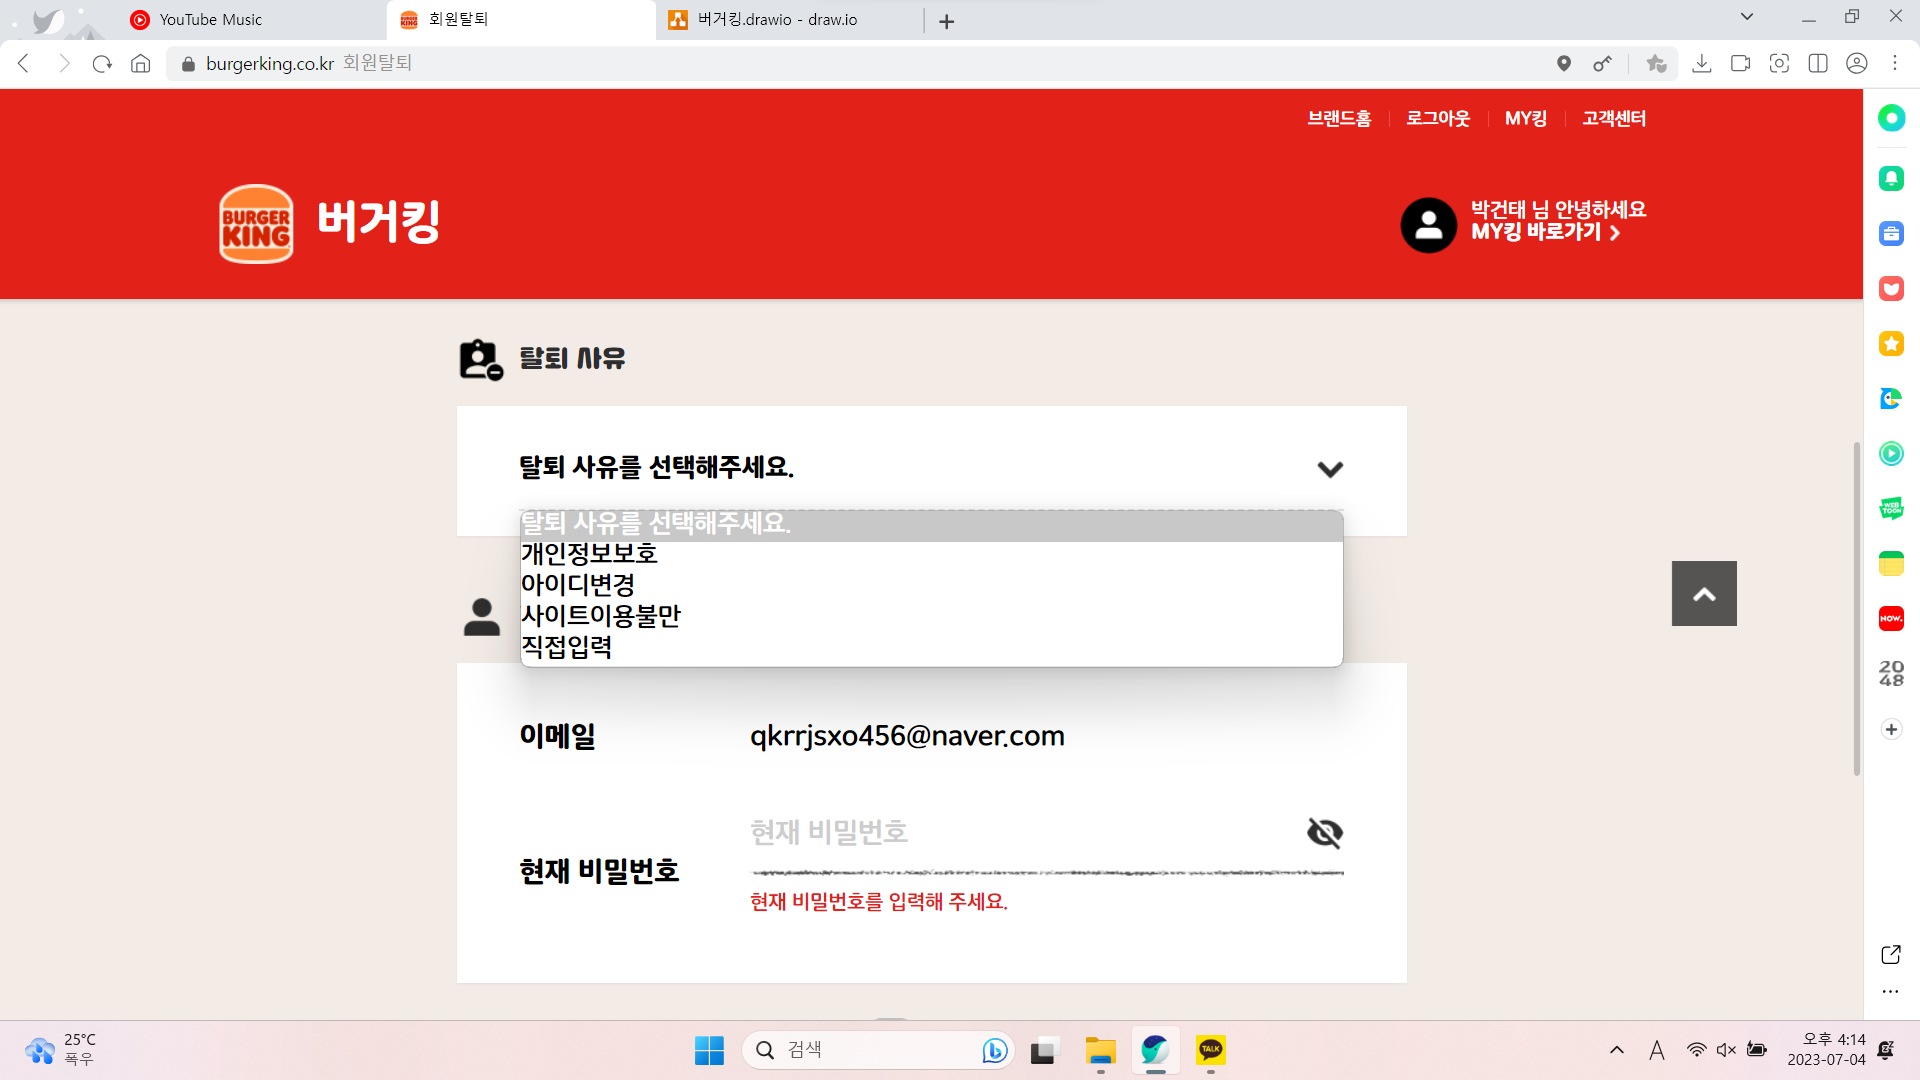 YouTube Music
회원탈퇴
버거킹.drawio - draw.io
burgerking.co.kr 회원탈퇴
브랜드홈 로그아웃 MY킹 고객센터
BURGER KING 버거킹
박건태 님 안녕하세요
MY킹 바로가기
탈퇴 사유
탈퇴 사유를 선택해주세요.
탈퇴 사유를 선택해주세요.
개인정보보호
아이디변경
사이트이용불만
직접입력
이메일 qkrrjsxo456@naver.com
현재 비밀번호
현재 비밀번호
현재 비밀번호를 입력해 주세요.
WEB TOON
NOW.
20
48
25°C
폭우
검색
TALK
A
오후 4:14
2023-07-04